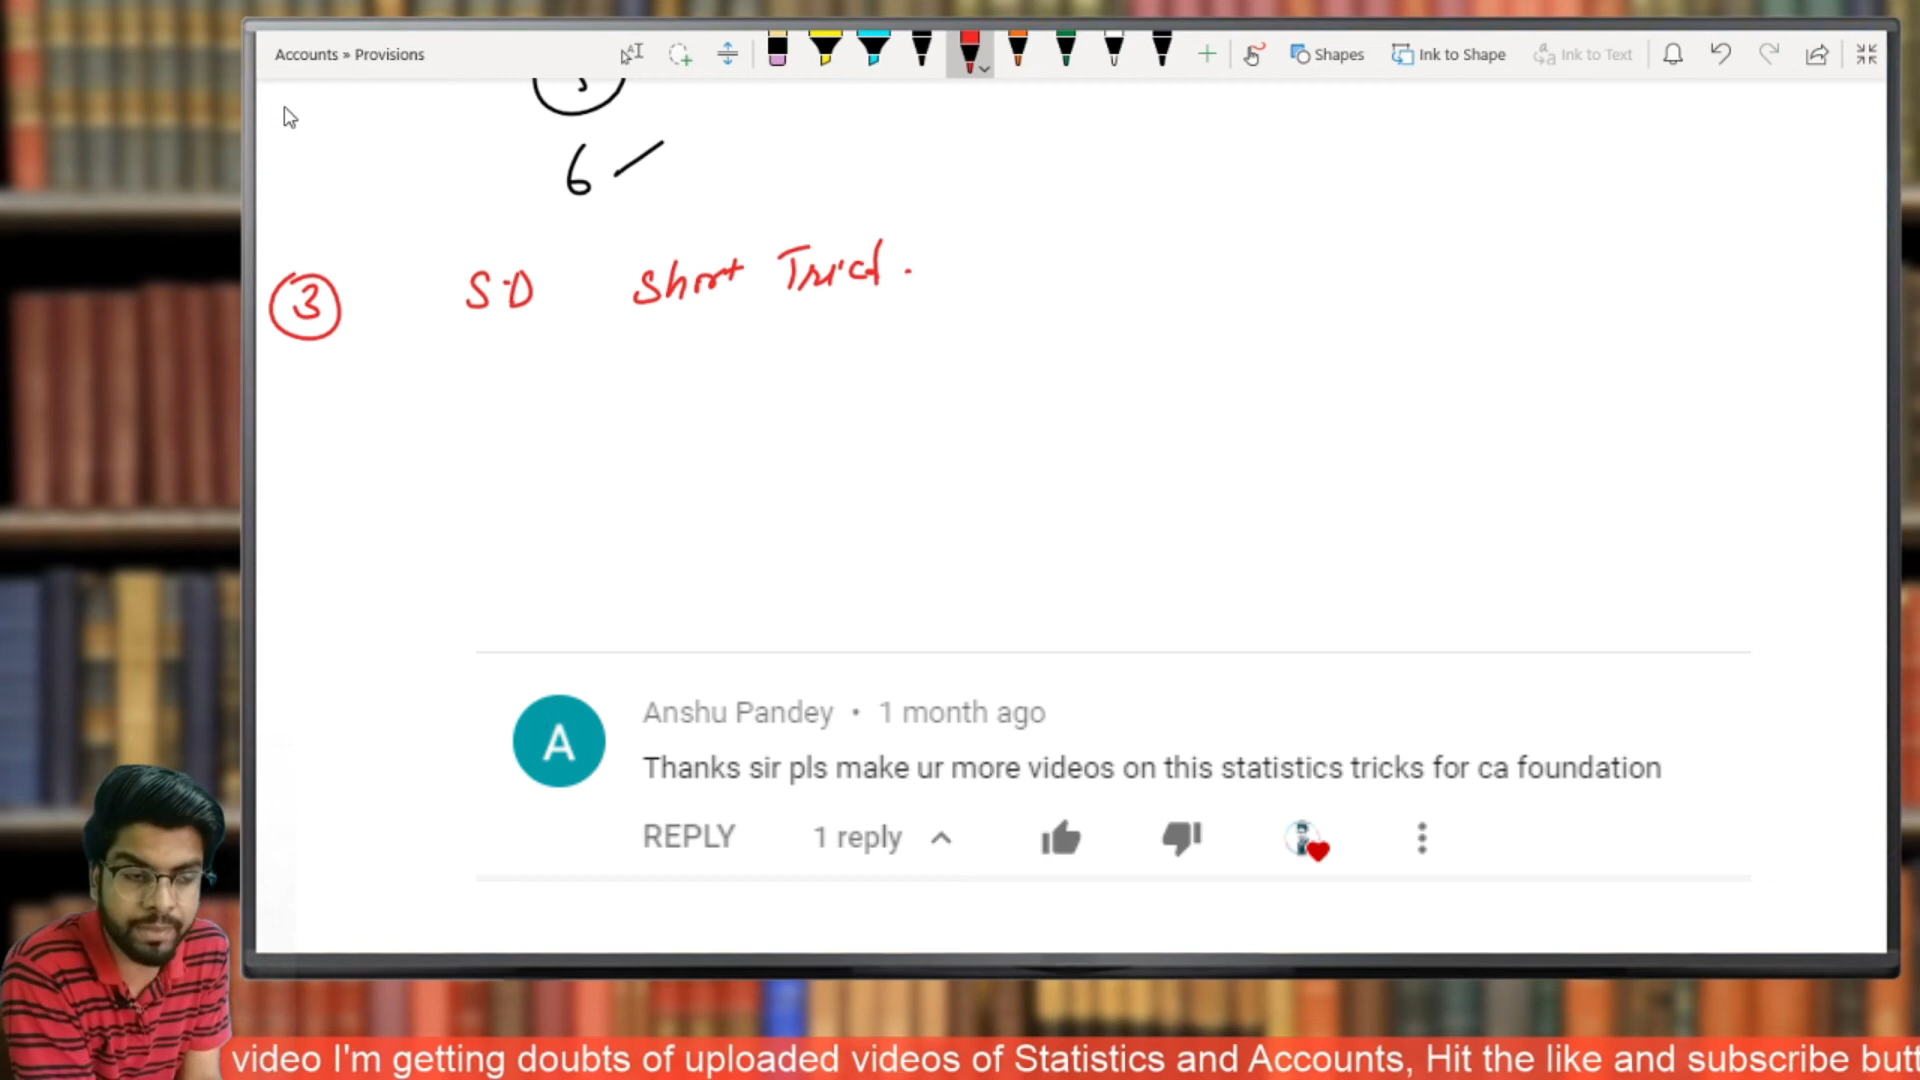 Accounts » Provisions
Shapes
Ink to Shape
Ink to Text
6
3 S.D Short Trick.
A
Anshu Pandey • 1 month ago
Thanks sir pls make ur more videos on this statistics tricks for ca foundation
REPLY 1 reply
video I'm getting doubts of uploaded videos of Statistics and Accounts, Hit the like and subscribe butt